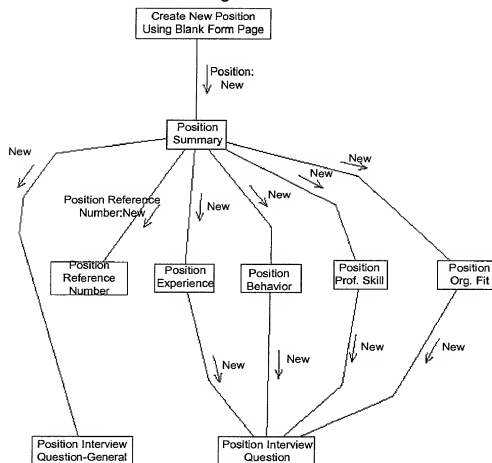 Create New Position
Using Blank Form Page
Position:
New
Position
Summary
New
New
New
Position Reference
Number:New
New
New
Position
Reference
Number
Position
Experience
Position
Behavior
Position
Prof. Skill
Position
Org. Fit
New
New
New
New
Position Interview
Question-General
Position Interview
Question